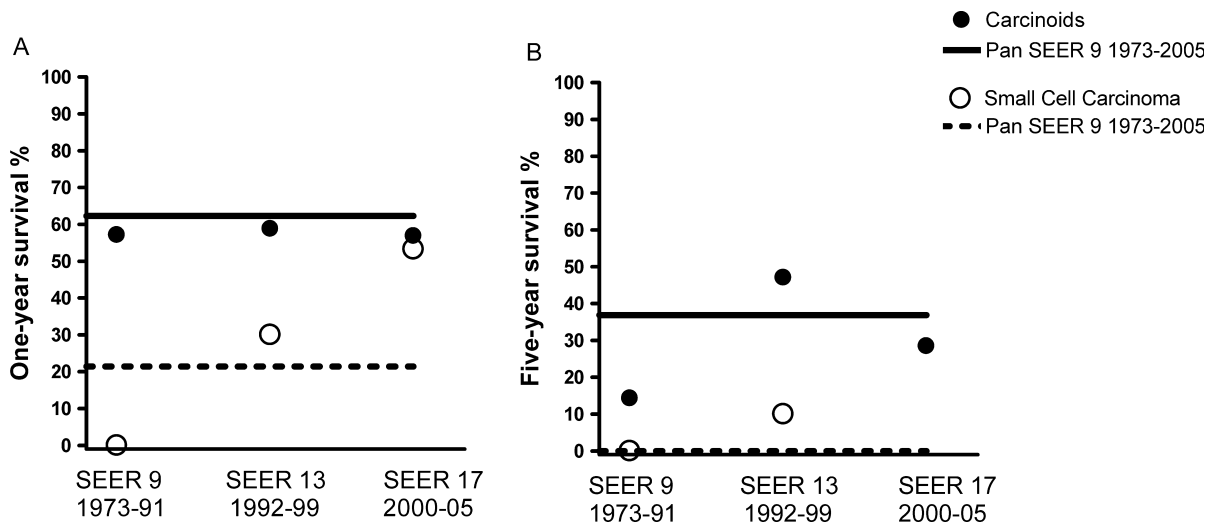 A
One-year survival %
100
90
80
70
60
50
40
30
20
10
0
SEER 9
1973-91
SEER 13
1992-99
SEER 17
2000-05
B
Five-year survival %
100
90
80
70
60
50
40
30
20
10
0
SEER 9
1973-91
SEER 13
1992-99
SEER 17
2000-05
Carcinoids
Pan SEER 9 1973-2005
Small Cell Carcinoma
Pan SEER 9 1973-2005